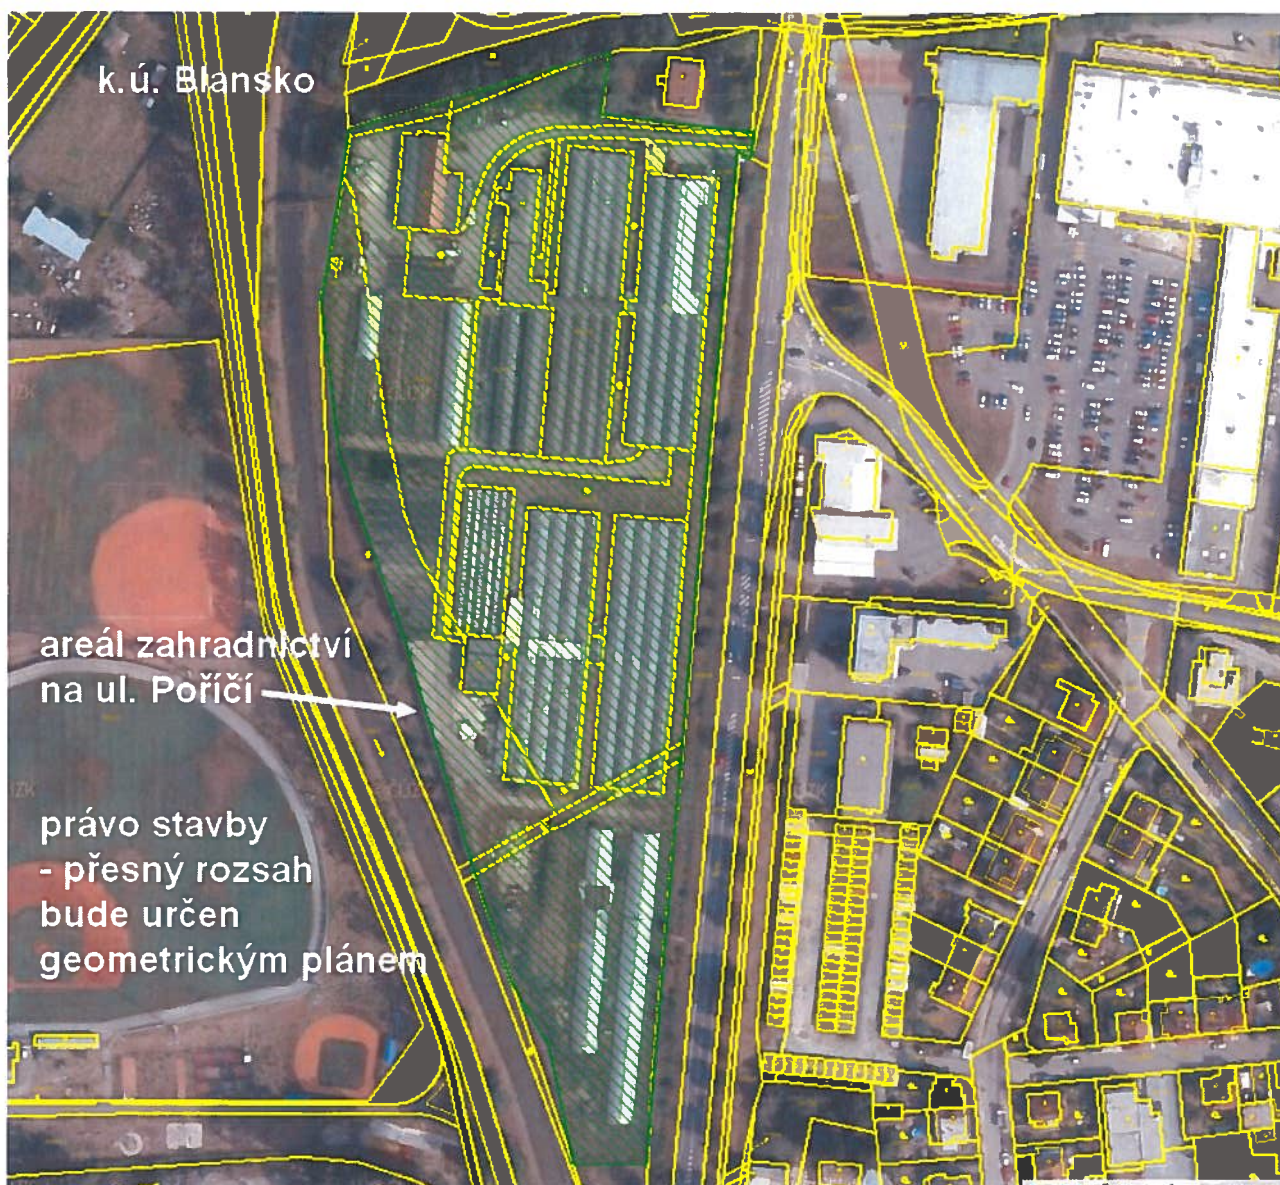 k.ú. Blansko
areál zahradnictví
na ul. Poříčí
právo stavby
- přesný rozsah
bude určen
geometrickým plánem